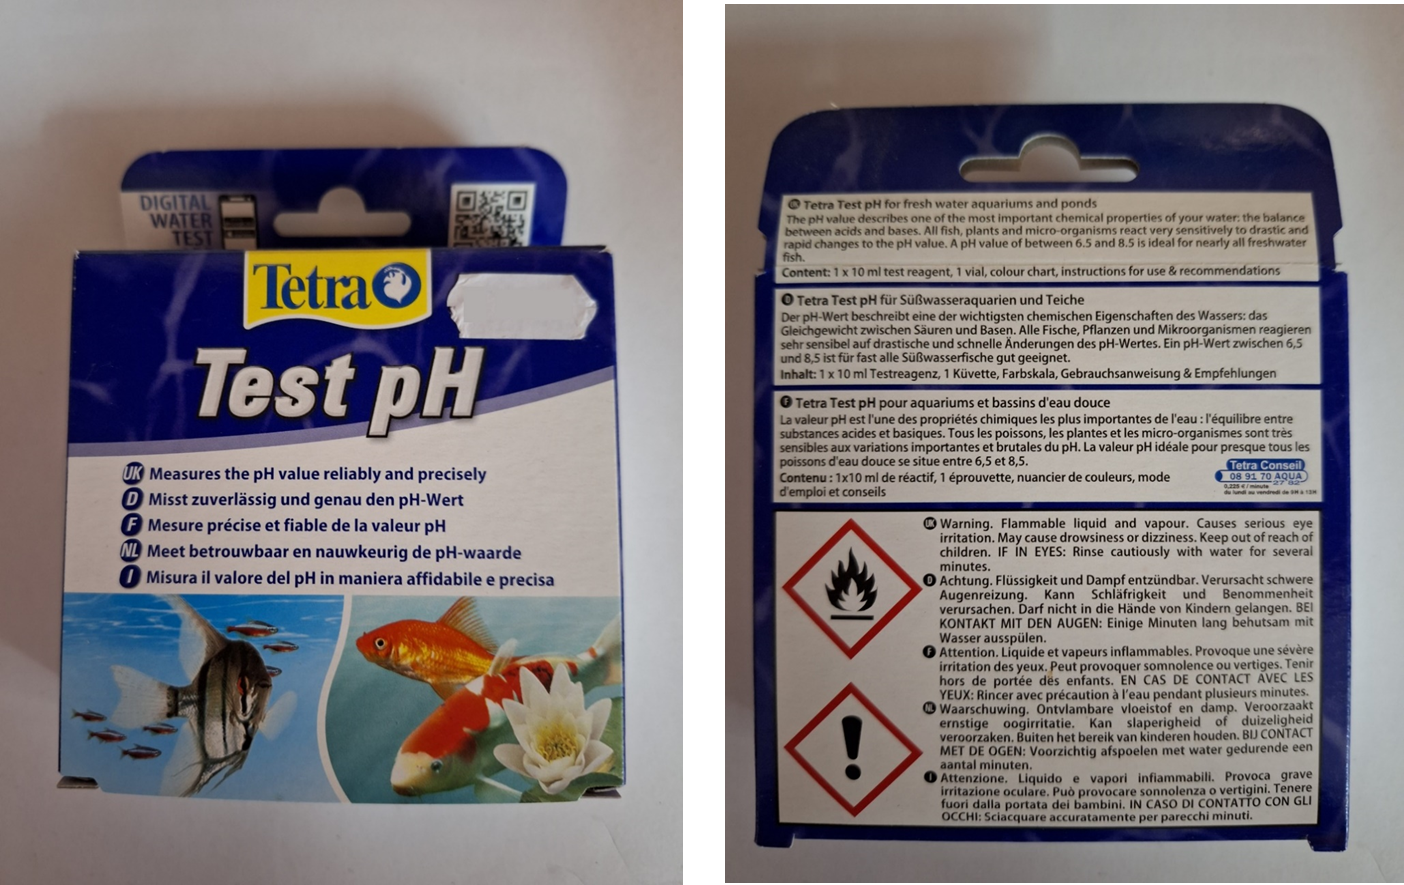 DIGITAL
WATER
TEST
Tetra
Test pH
UK Measures the pH value reliably and precisely
D Misst zuverlässig und genau den pH-Wert
F Mesure précise et fiable de la valeur pH
NL Meet betrouwbaar en nauwkeurig de pH-waarde
I Misura il valore del pH in maniera affidabile e precisa
UK Tetra Test pH for fresh water aquariums and ponds
The pH value describes one of the most important chemical properties of your water: the balance
between acids and bases. All fish, plants and micro-organisms react very sensitively to drastic and
rapid changes to the pH value. A pH value of between 6.5 and 8.5 is ideal for nearly all freshwater
fish.
Content: 1 x 10 ml test reagent, 1 vial, colour chart, instructions for use & recommendations
D Tetra Test pH für Süßwasseraquarien und Teiche
Der pH-Wert beschreibt eine der wichtigsten chemischen Eigenschaften des Wassers: das
Gleichgewicht zwischen Säuren und Basen. Alle Fische, Pflanzen und Mikroorganismen reagieren
sehr sensibel auf drastische und schnelle Änderungen des pH-Wertes. Ein pH-Wert zwischen 6,5
und 8,5 ist für fast alle Süßwasserfische gut geeignet.
Inhalt: 1 x 10 ml Testreagenz, 1 Küvette, Farbskala, Gebrauchsanweisung & Empfehlungen
F Tetra Test pH pour aquariums et bassins d'eau douce
La valeur pH est l'une des propriétés chimiques les plus importantes de l'eau : l'équilibre entre
substances acides et basiques. Tous les poissons, les plantes et les micro-organismes sont très
sensibles aux variations importantes et brutales du pH. La valeur pH idéale pour presque tous les
poissons d'eau douce se situe entre 6,5 et 8,5.
Contenu : 1x10 ml de réactif, 1 éprouvette, nuancier de couleurs, mode
d'emploi et conseils
Tetra Conseil
08 91 70 AQUA
27 82
0,225 € / minute
du lundi au vendredi de 9H à 12H
UK Warning. Flammable liquid and vapour. Causes serious eye
irritation. May cause drowsiness or dizziness. Keep out of reach of
children. IF IN EYES: Rinse cautiously with water for several
minutes.
D Achtung. Flüssigkeit und Dampf entzündbar. Verursacht schwere
Augenreizung. Kann Schläfrigkeit und Benommenheit
verursachen. Darf nicht in die Hände von Kindern gelangen. BEI
KONTAKT MIT DEN AUGEN: Einige Minuten lang behutsam mit
Wasser ausspülen.
F Attention. Liquide et vapeurs inflammables. Provoque une sévère
irritation des yeux. Peut provoquer somnolence ou vertiges. Tenir
hors de portée des enfants. EN CAS DE CONTACT AVEC LES
YEUX: Rincer avec précaution à l'eau pendant plusieurs minutes.
NL Waarschuwing. Ontvlambare vloeistof en damp. Veroorzaakt
ernstige oogirritatie. Kan slaperigheid of duizeligheid
veroorzaken. Buiten het bereik van kinderen houden. BIJ CONTACT
MET DE OGEN: Voorzichtig afspoelen met water gedurende een
aantal minuten.
I Attenzione. Liquido e vapori infiammabili. Provoca grave
irritazione oculare. Può provocare sonnolenza o vertigini. Tenere
fuori dalla portata dei bambini. IN CASO DI CONTATTO CON GLI
OCCHI: Sciacquare accuratamente per parecchi minuti.